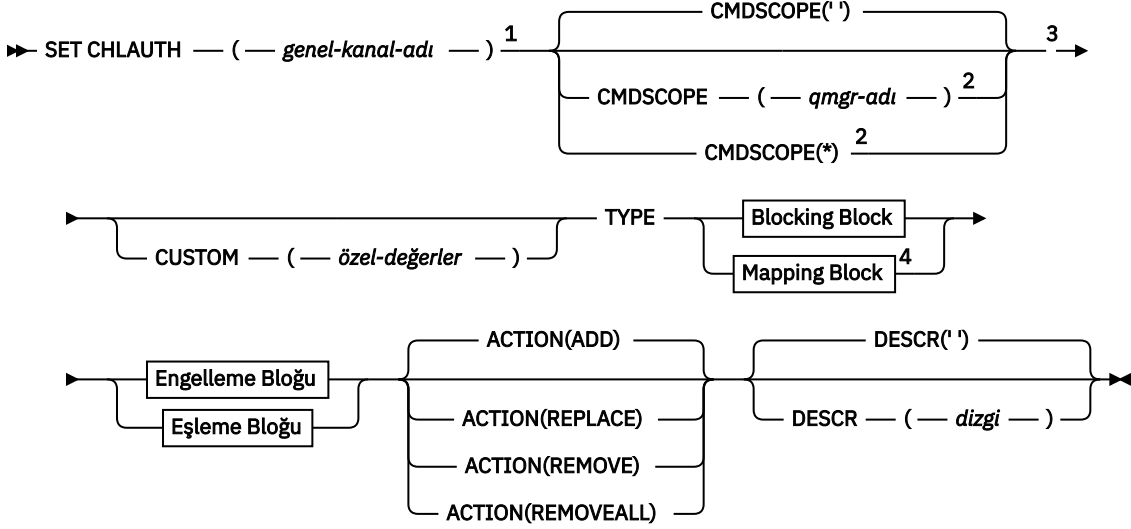 CMDSCOPE(' ')
SET CHLAUTH ( genel-kanal-adı ) 1 3
CMDSCOPE ( qmgr-adı ) 2
CMDSCOPE(*) 2
TYPE Blocking Block
CUSTOM ( özel-değerler )
Mapping Block 4
ACTION(ADD) DESCR(' ')
Engelleme Bloğu
Eşleme Bloğu ACTION(REPLACE) DESCR ( dizgi )
ACTION(REMOVE)
ACTION(REMOVEALL)